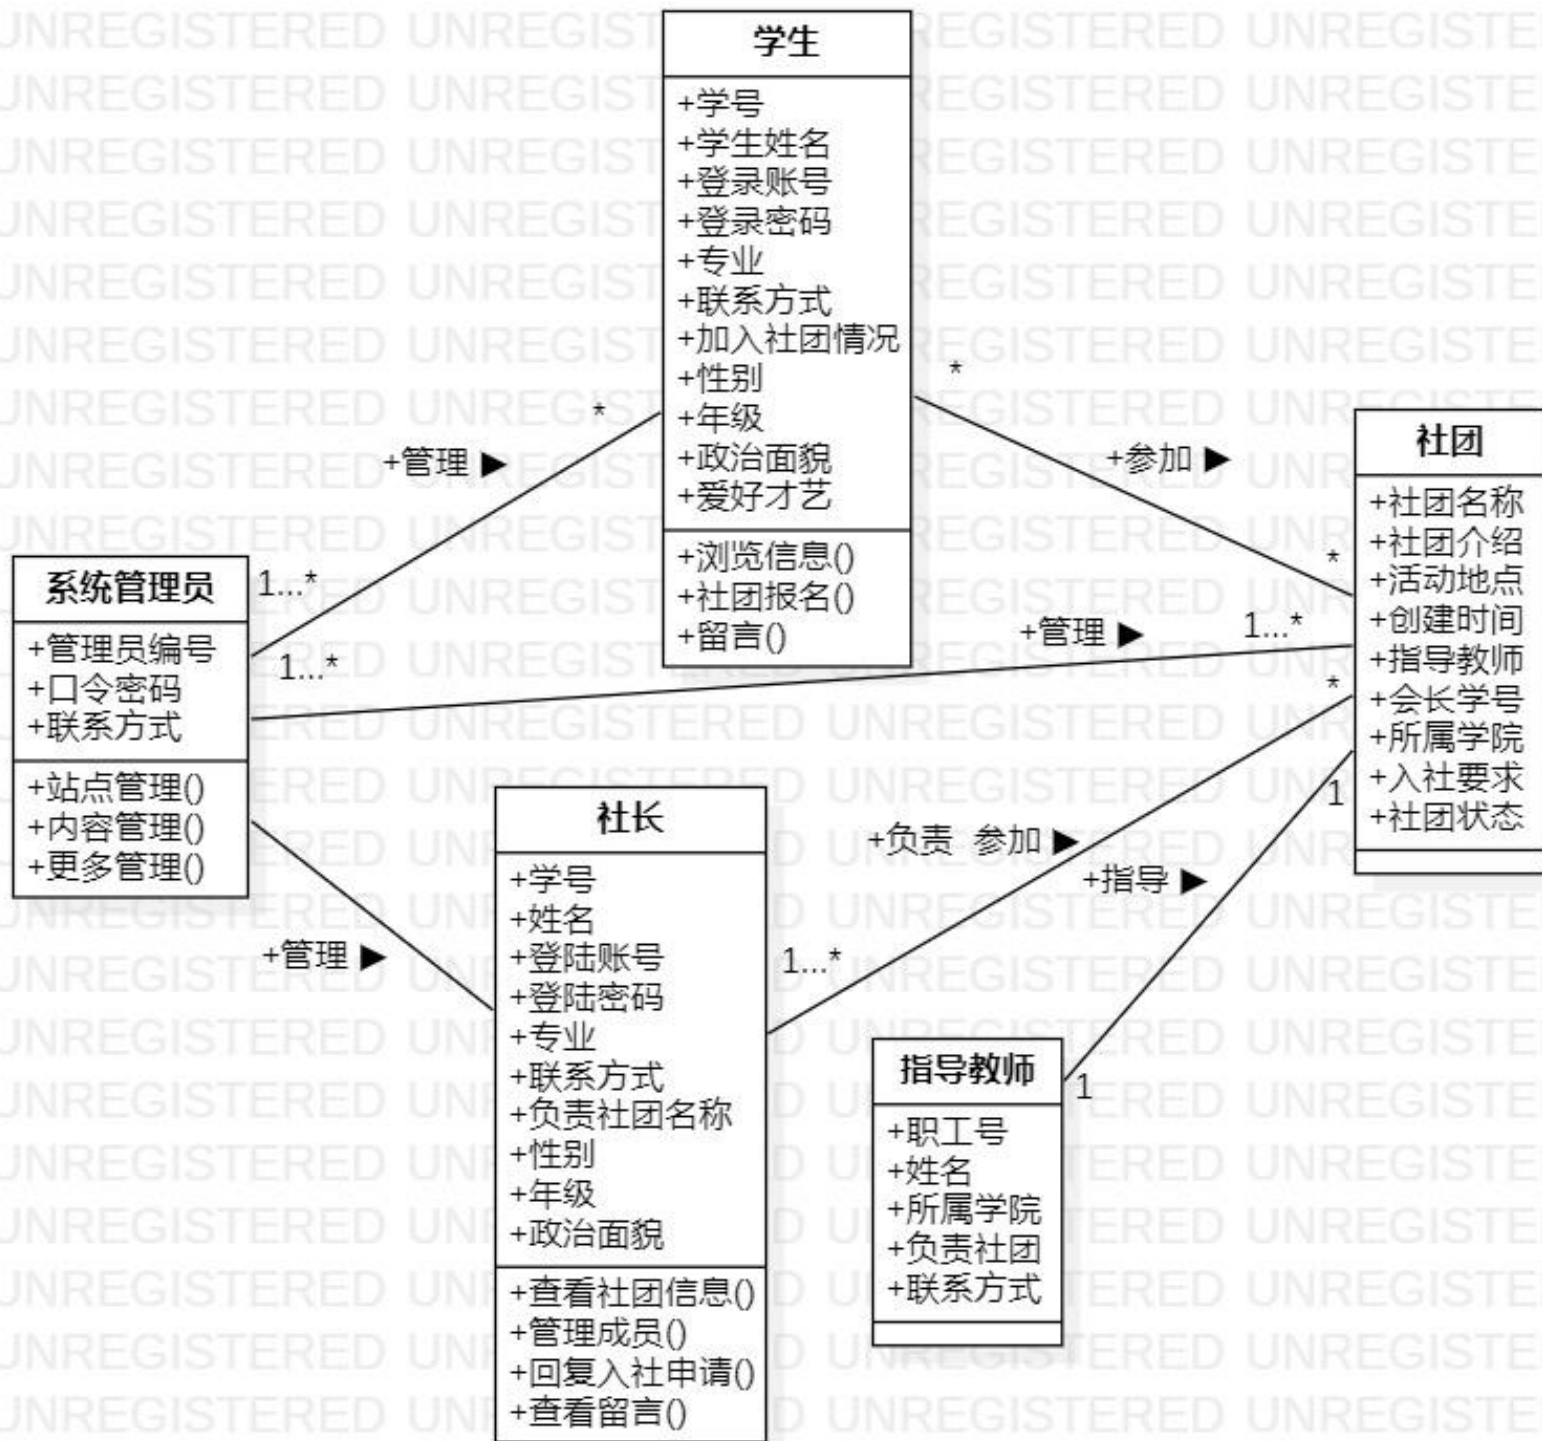 学生
+学号
+学生姓名
+登录账号
+登录密码
+专业
+联系方式
+加入社团情况
+性别
+年级
+政治面貌
+爱好才艺
+浏览信息()
+社团报名()
+留言()
*
+管理 ▶
1...*
*
+参加 ▶
*
系统管理员
+管理员编号
+口令密码
+联系方式
+站点管理()
+内容管理()
+更多管理()
1...*
+管理 ▶
1...*
社团
+社团名称
+社团介绍
+活动地点
+创建时间
+指导教师
+会长学号
+所属学院
+入社要求
+社团状态
+管理 ▶
社长
+学号
+姓名
+登陆账号
+登陆密码
+专业
+联系方式
+负责社团名称
+性别
+年级
+政治面貌
+查看社团信息()
+管理成员()
+回复入社申请()
+查看留言()
*
+负责 参加 ▶
1...*
1
+指导 ▶
1
指导教师
+职工号
+姓名
+所属学院
+负责社团
+联系方式
UNREGISTERED UNREGISTERED UNREGISTERED UNREGISTE